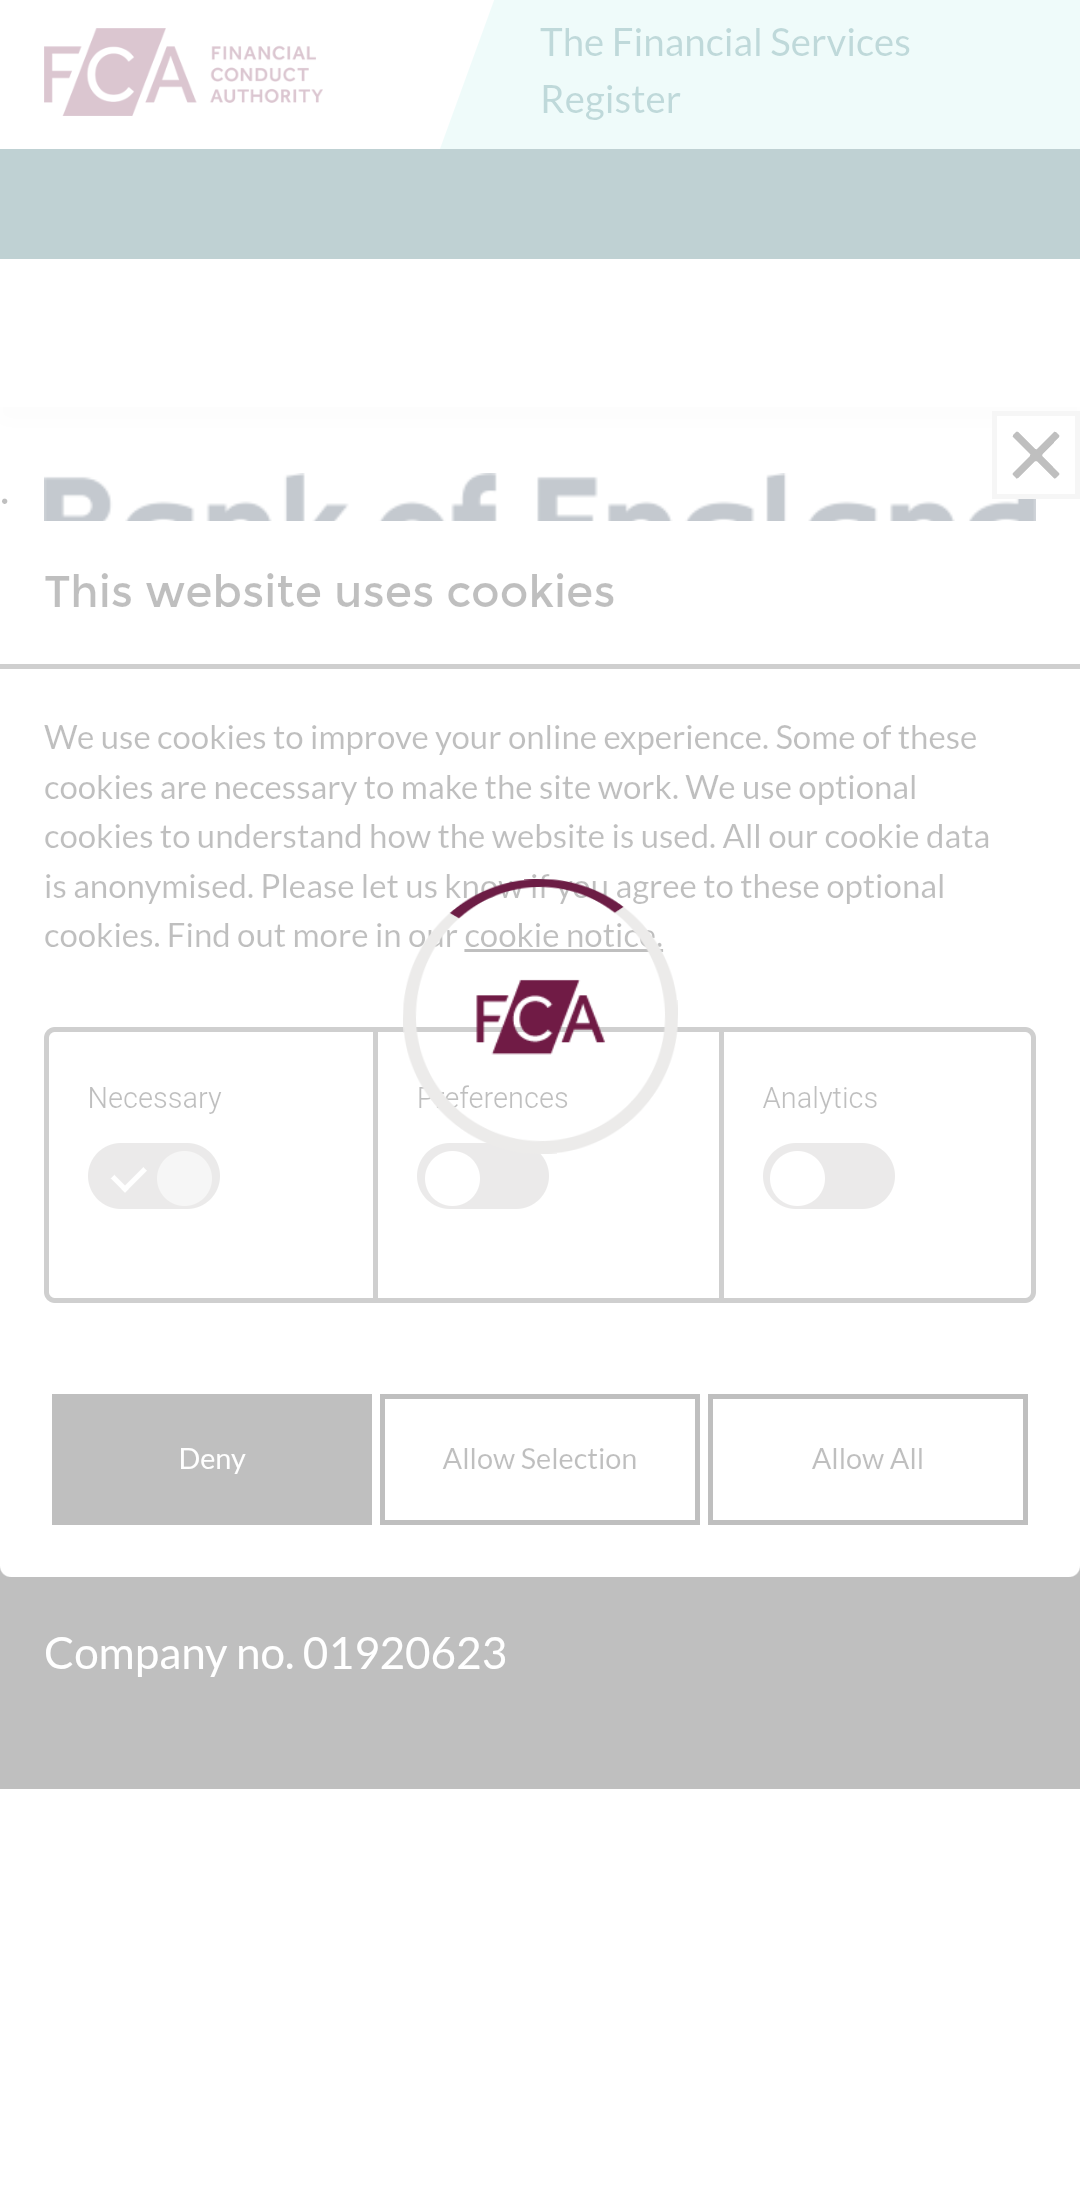 FCA
FINANCIAL
CONDUCT
AUTHORITY
The Financial Services
Register
Bank of England
This website uses cookies
We use cookies to improve your online experience. Some of these
cookies are necessary to make the site work. We use optional
cookies to understand how the website is used. All our cookie data
is anonymised. Please let us know if you agree to these optional
cookies. Find out more in our cookie notice.
FCA
Necessary
Preferences
Analytics
Deny
Allow Selection
Allow All
Company no. 01920623